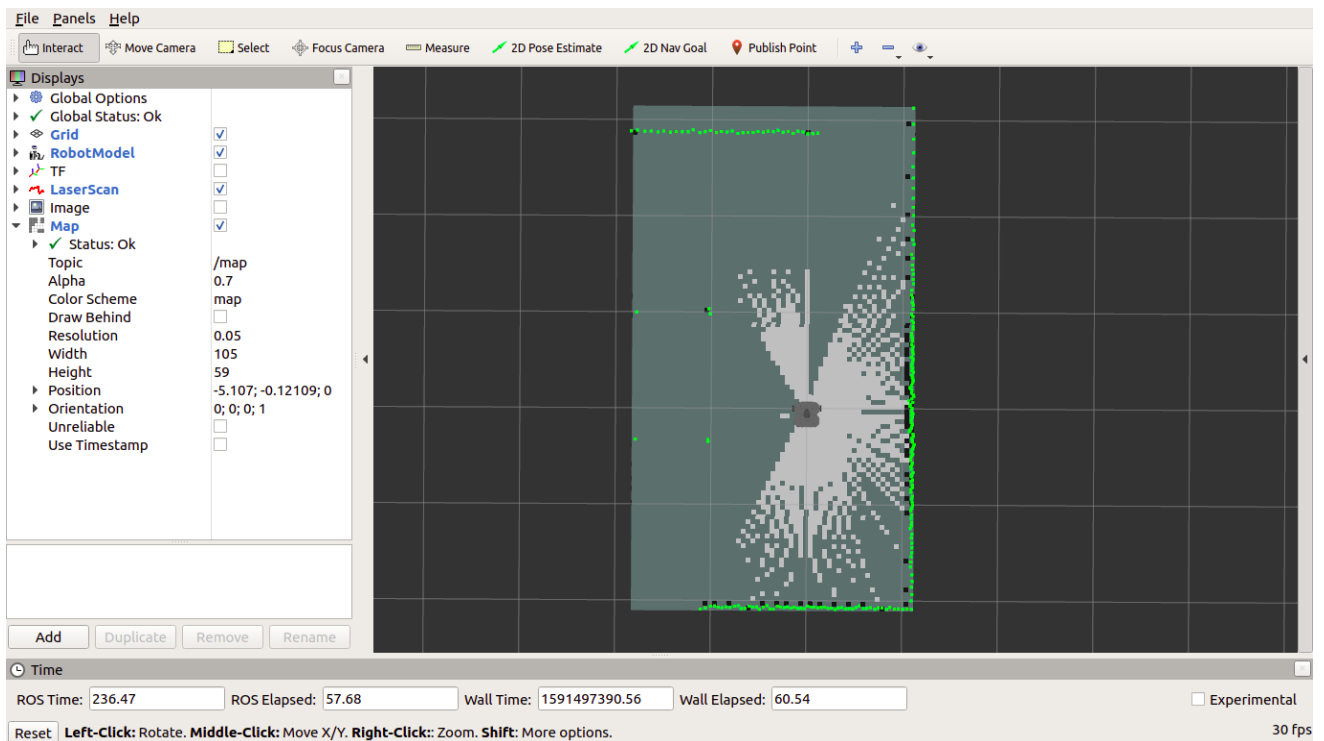 File Panels Help
Interact Move Camera Select Focus Camera Measure 2D Pose Estimate 2D Nav Goal Publish Point
Displays
Global Options
Global Status: Ok
Grid
RobotModel
TF
LaserScan
Image
Map
Status: Ok
Topic /map
Alpha 0.7
Color Scheme map
Draw Behind
Resolution 0.05
Width 105
Height 59
Position -5.107; -0.12109; 0
Orientation 0; 0; 0; 1
Unreliable
Use Timestamp
Add Duplicate Remove Rename
Time
ROS Time: 236.47 ROS Elapsed: 57.68 Wall Time: 1591497390.56 Wall Elapsed: 60.54 Experimental
Reset Left-Click: Rotate. Middle-Click: Move X/Y. Right-Click:: Zoom. Shift: More options. 30 fps